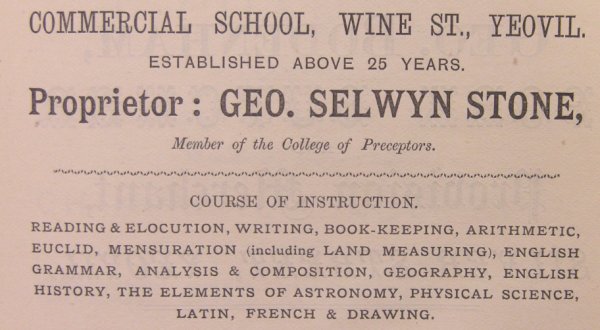 COMMERCIAL SCHOOL, WINE ST., YEOVIL.
ESTABLISHED ABOVE 25 YEARS.
Proprietor: GEO. SELWYN STONE,
Member of the College of Preceptors.
COURSE OF INSTRUCTION.
READING & ELOCUTION, WRITING, BOOK-KEEPING, ARITHMETIC,
EUCLID, MENSURATION (including LAND MEASURING), ENGLISH
GRAMMAR, ANALYSIS & COMPOSITION, GEOGRAPHY, ENGLISH
HISTORY, THE ELEMENTS OF ASTRONOMY, PHYSICAL SCIENCE,
LATIN, FRENCH & DRAWING.